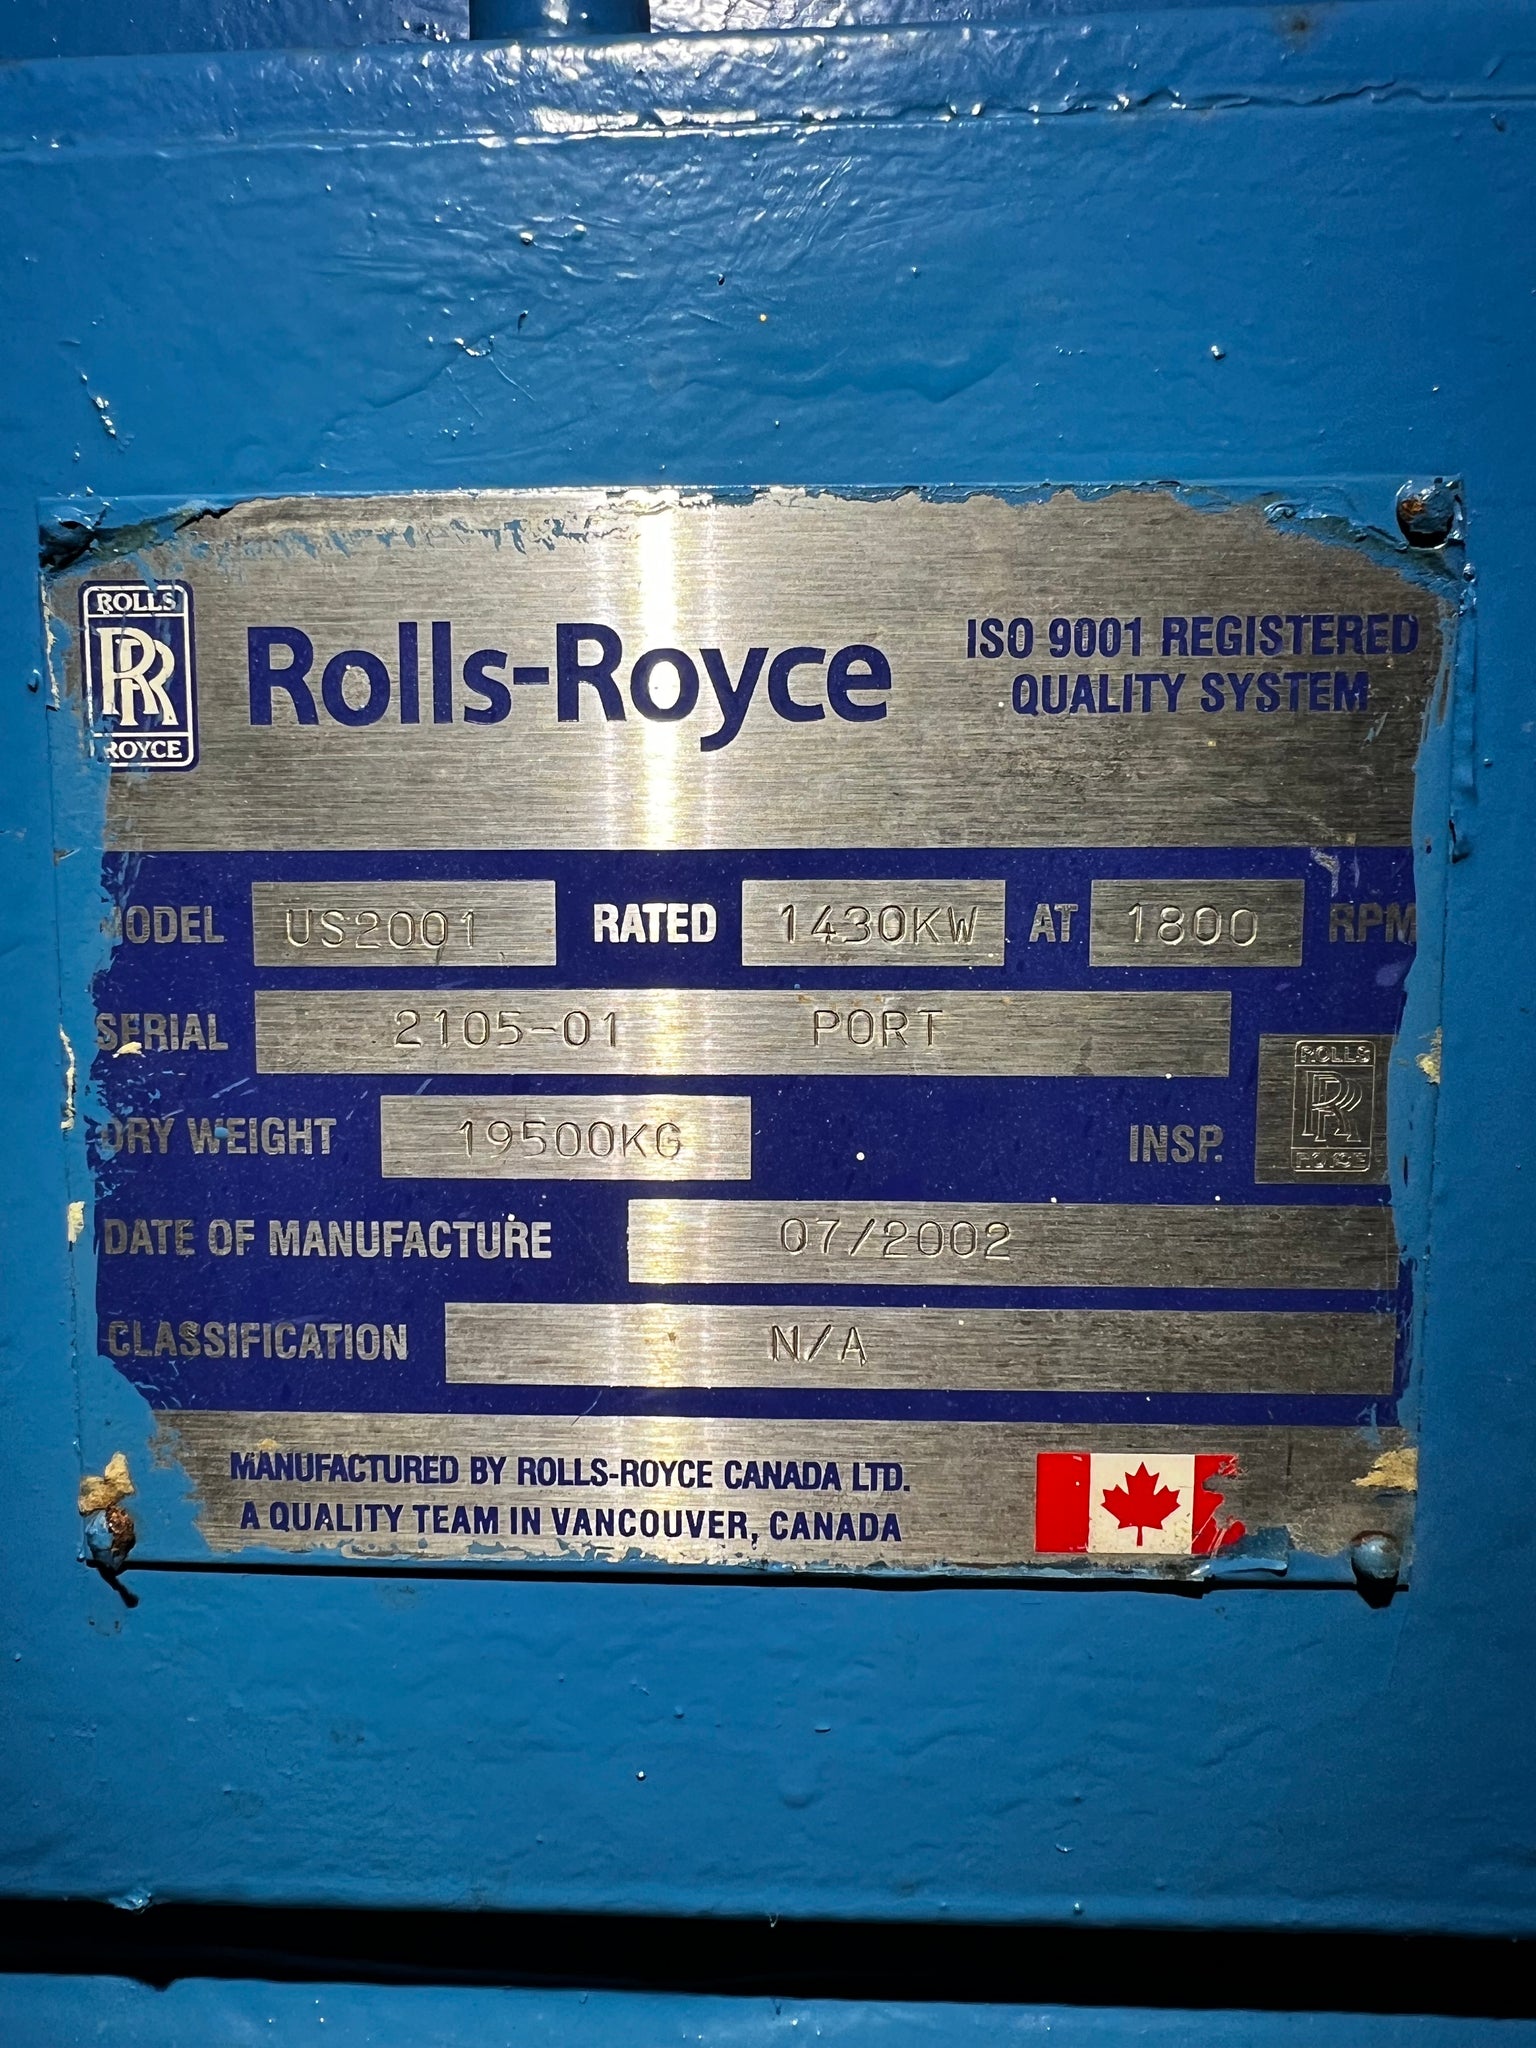 ROLLS
RR
ROYCE
Rolls-Royce
ISO 9001 REGISTERED
QUALITY SYSTEM
MODEL US2001 RATED 1430KW AT 1800 RPM
SERIAL 2105-01 PORT
ROLLS
RR
ROYCE
DRY WEIGHT 19500KG INSP.
DATE OF MANUFACTURE 07/2002
CLASSIFICATION N/A
MANUFACTURED BY ROLLS-ROYCE CANADA LTD.
A QUALITY TEAM IN VANCOUVER, CANADA